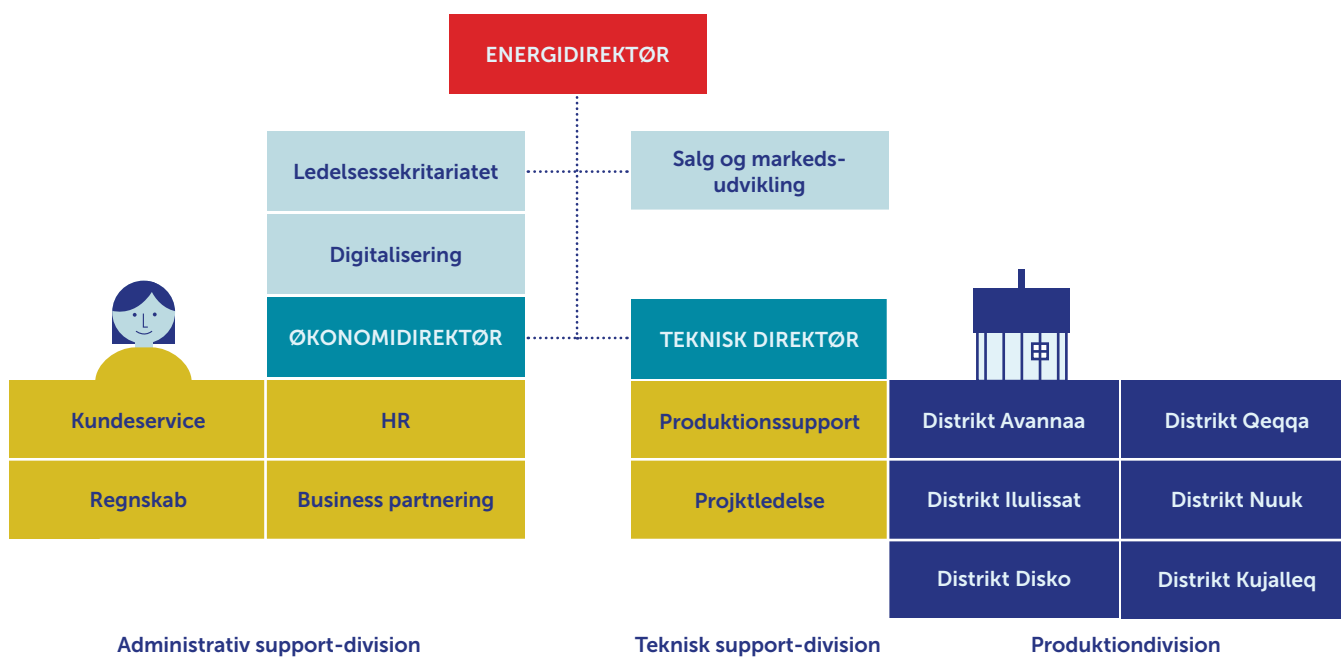 ENERGIDIREKTØR
Ledelsessekritariatet
Salg og markeds-
udvikling
Digitalisering
ØKONOMIDIREKTØR
TEKNISK DIREKTØR
Kundeservice
HR
Produktionssupport
Distrikt Avannaa
Distrikt Qeqqa
Regnskab
Business partnering
Projktledelse
Distrikt Ilulissat
Distrikt Nuuk
Distrikt Disko
Distrikt Kujalleq
Administrativ support-division
Teknisk support-division
Produktiondivision